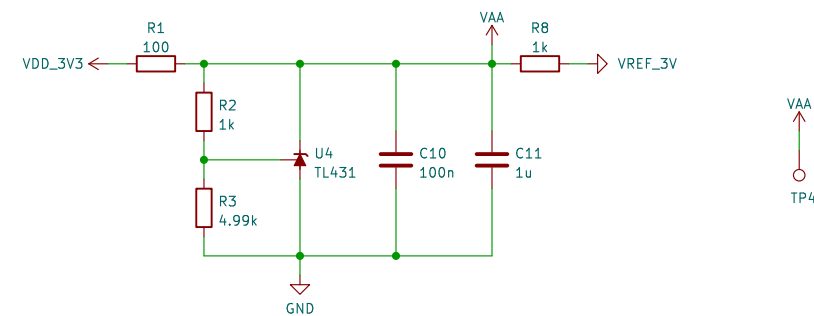 VAA
R1
R8
100
1k
VDD_3V3
VREF_3V
VAA
R2
1k
U4
TL431
C10
100n
C11
1u
R3
4.99k
TP4
GND